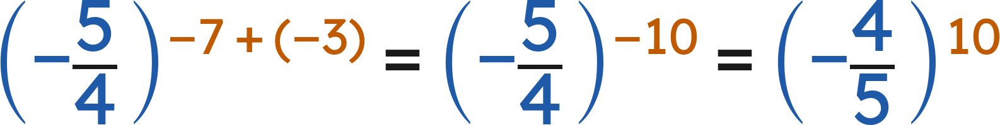 (−5/4)^(−7 + (−3)) = (−5/4)^(−10) = (−4/5)^(10)